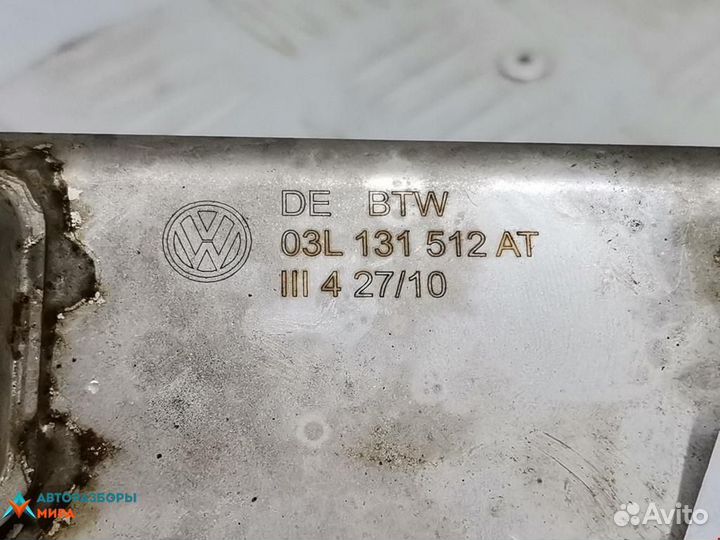 DE BTW
03L 131 512 AT
III 4 27/10
АВТОРАЗБОРЫ
МИРА
Avito